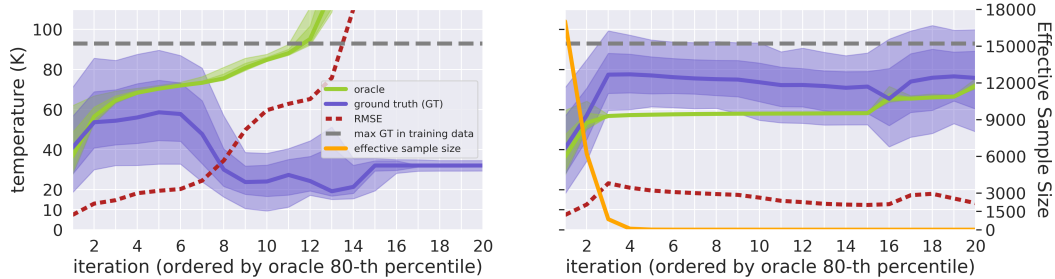 temperature (K)
100
80
60
40
20
10
0
2 4 6 8 10 12 14 16 18 20
iteration (ordered by oracle 80-th percentile)
oracle
ground truth (GT)
RMSE
max GT in training data
effective sample size
2 4 6 8 10 12 14 16 18 20
iteration (ordered by oracle 80-th percentile)
18000
15000
12000
9000
6000
3000
1500
0
Effective Sample Size